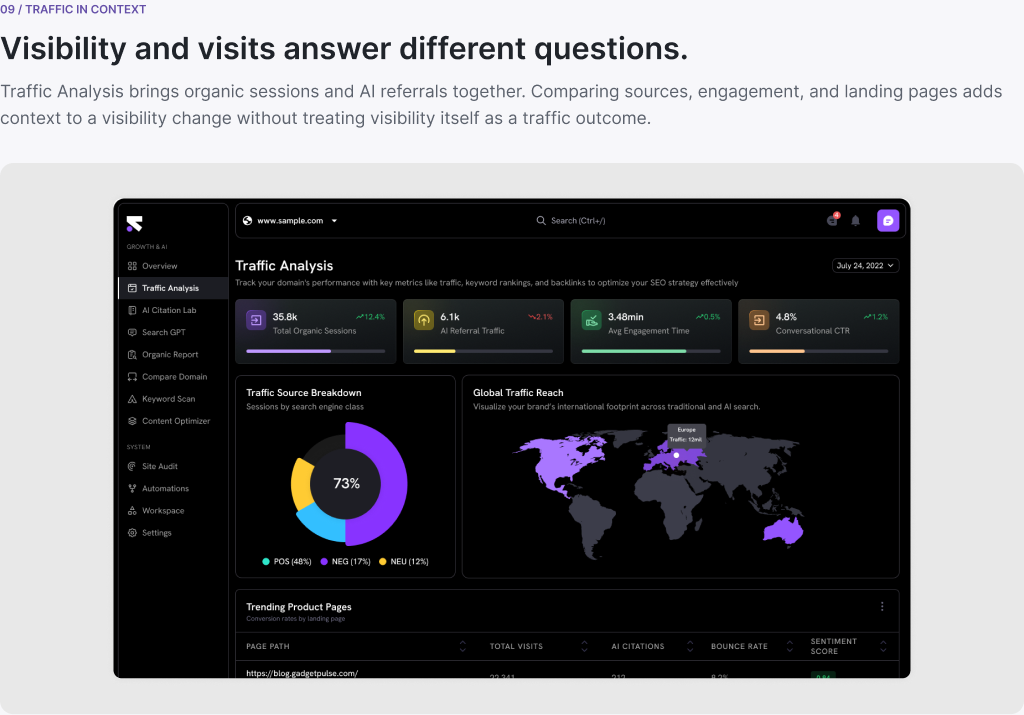 09 / TRAFFIC IN CONTEXT
Visibility and visits answer different questions.
Traffic Analysis brings organic sessions and AI referrals together. Comparing sources, engagement, and landing pages adds
context to a visibility change without treating visibility itself as a traffic outcome.
www.sample.com
Search (Ctrl+/)
4
GROWTH & AI
Overview
Traffic Analysis
AI Citation Lab
Search GPT
Organic Report
Compare Domain
Keyword Scan
Content Optimizer
SYSTEM
Site Audit
Automations
Workspace
Settings
Traffic Analysis
July 24, 2022
Track your domain's performance with key metrics like traffic, keyword rankings, and backlinks to optimize your SEO strategy effectively
35.8k
12.4%
Total Organic Sessions
6.1k
2.1%
AI Referral Traffic
3.48min
0.5%
Avg Engagement Time
4.8%
1.2%
Conversational CTR
Traffic Source Breakdown
Sessions by search engine class
73%
POS (48%) NEG (17%) NEU (12%)
Global Traffic Reach
Visualize your brand's international footprint across traditional and AI search.
Europe
Traffic: 12mil
Trending Product Pages
Conversion rates by landing page
PAGE PATH TOTAL VISITS AI CITATIONS BOUNCE RATE SENTIMENT
SCORE
https://blog.gadgetpulse.com/